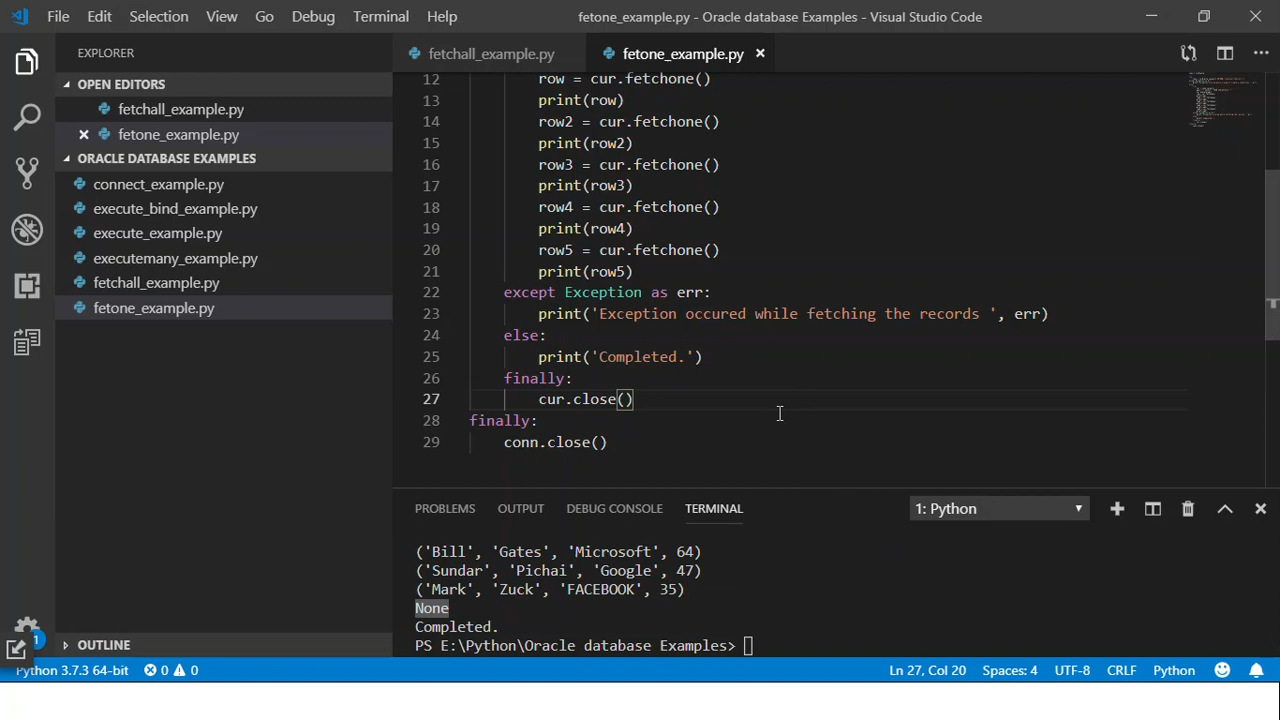 File Edit Selection View Go Debug Terminal Help fetone_example.py - Oracle database Examples - Visual Studio Code
EXPLORER
OPEN EDITORS
fetchall_example.py
fetone_example.py
ORACLE DATABASE EXAMPLES
connect_example.py
execute_bind_example.py
execute_example.py
executemany_example.py
fetchall_example.py
fetone_example.py
OUTLINE
fetchall_example.py fetone_example.py
12 row = cur.fetchone()
13 print(row)
14 row2 = cur.fetchone()
15 print(row2)
16 row3 = cur.fetchone()
17 print(row3)
18 row4 = cur.fetchone()
19 print(row4)
20 row5 = cur.fetchone()
21 print(row5)
22 except Exception as err:
23 print('Exception occured while fetching the records ', err)
24 else:
25 print('Completed.')
26 finally:
27 cur.close()
28 finally:
29 conn.close()
PROBLEMS OUTPUT DEBUG CONSOLE TERMINAL 1: Python
('Bill', 'Gates', 'Microsoft', 64)
('Sundar', 'Pichai', 'Google', 47)
('Mark', 'Zuck', 'FACEBOOK', 35)
None
Completed.
PS E:\Python\Oracle database Examples>
1
Python 3.7.3 64-bit 0 0 Ln 27, Col 20 Spaces: 4 UTF-8 CRLF Python